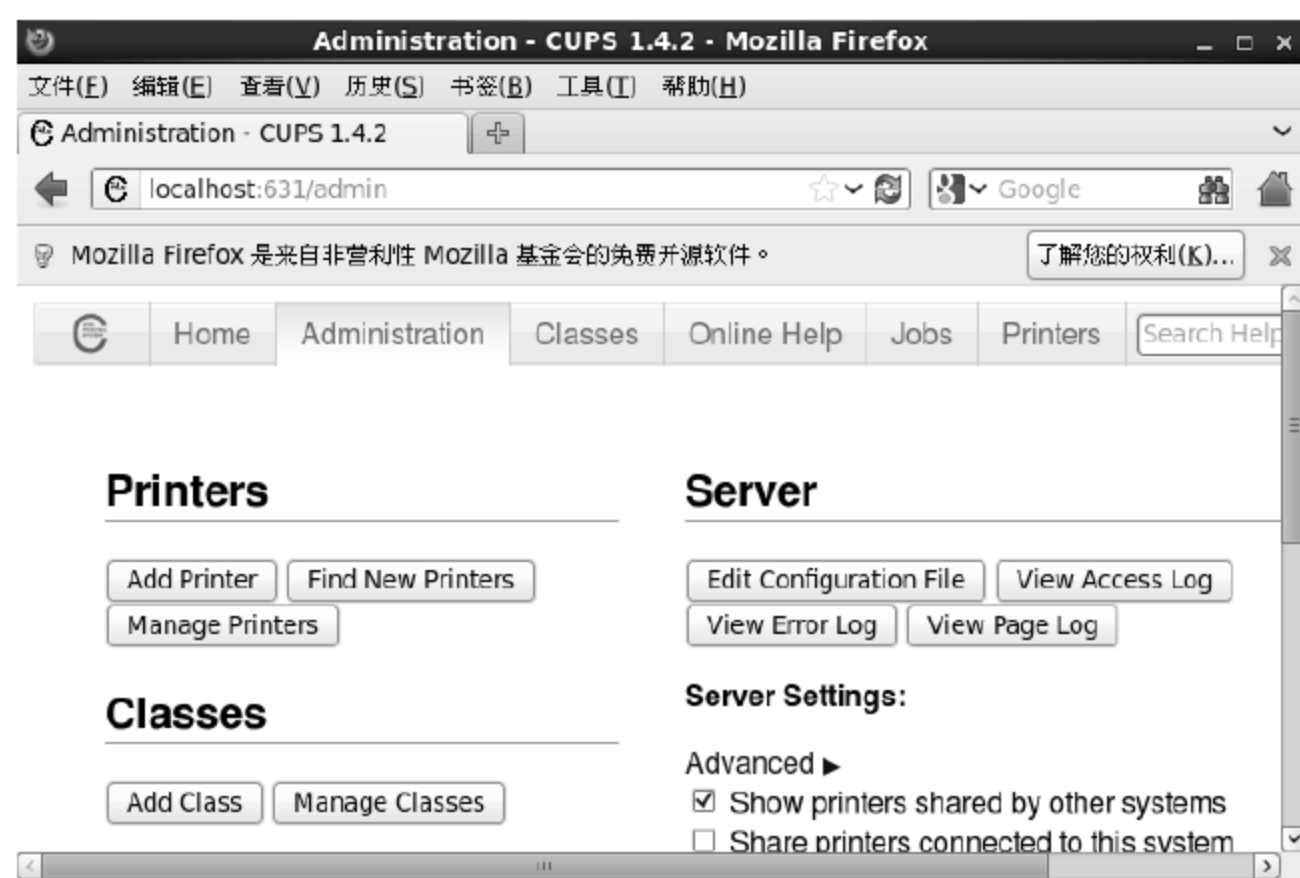 Administration - CUPS 1.4.2 - Mozilla Firefox
文件(F) 编辑(E) 查看(V) 历史(S) 书签(B) 工具(T) 帮助(H)
Administration - CUPS 1.4.2
localhost:631/admin Google
Mozilla Firefox 是来自非营利性 Mozilla 基金会的免费开源软件。 了解您的权利(K)...
Home Administration Classes Online Help Jobs Printers Search Help
Printers
Add Printer Find New Printers
Manage Printers
Classes
Add Class Manage Classes
Server
Edit Configuration File View Access Log
View Error Log View Page Log
Server Settings:
Advanced ▶
Show printers shared by other systems
Share printers connected to this system